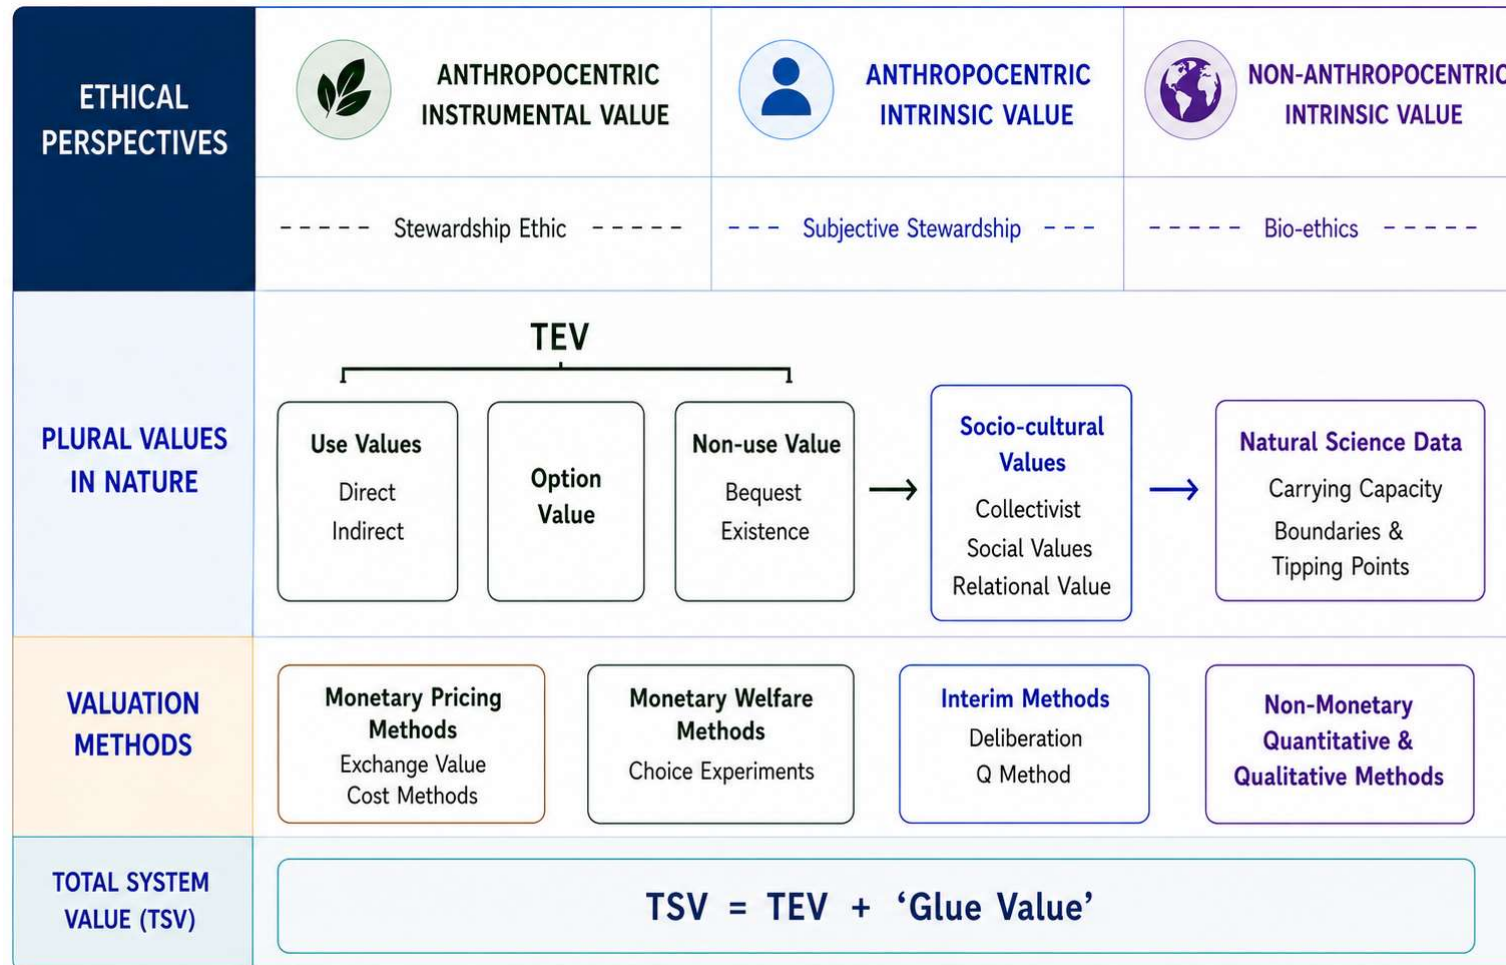 ETHICAL
PERSPECTIVES
ANTHROPOCENTRIC
INSTRUMENTAL VALUE
ANTHROPOCENTRIC
INTRINSIC VALUE
NON-ANTHROPOCENTRIC
INTRINSIC VALUE
----- Stewardship Ethic -----
--- Subjective Stewardship ---
----- Bio-ethics -----
PLURAL VALUES
IN NATURE
TEV
Use Values
Direct
Indirect
Option
Value
Non-use Value
Bequest
Existence
Socio-cultural
Values
Collectivist
Social Values
Relational Value
Natural Science Data
Carrying Capacity
Boundaries &
Tipping Points
VALUATION
METHODS
Monetary Pricing
Methods
Exchange Value
Cost Methods
Monetary Welfare
Methods
Choice Experiments
Interim Methods
Deliberation
Q Method
Non-Monetary
Quantitative &
Qualitative Methods
TOTAL SYSTEM
VALUE (TSV)
TSV = TEV + ‘Glue Value’